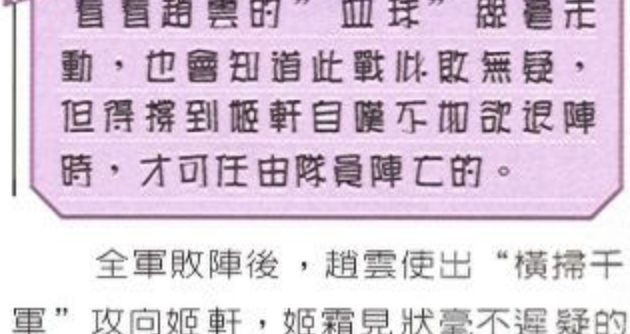 看看趙雲的”血球”絲毫未
動，也會知道此戰必敗無疑，
但得撐到姬軒自嘆不如欲退陣
時，才可任由隊員陣亡的。
全軍敗陣後，趙雲使出“橫掃千
軍”攻向姬軒，姬霜見狀毫不遲疑的